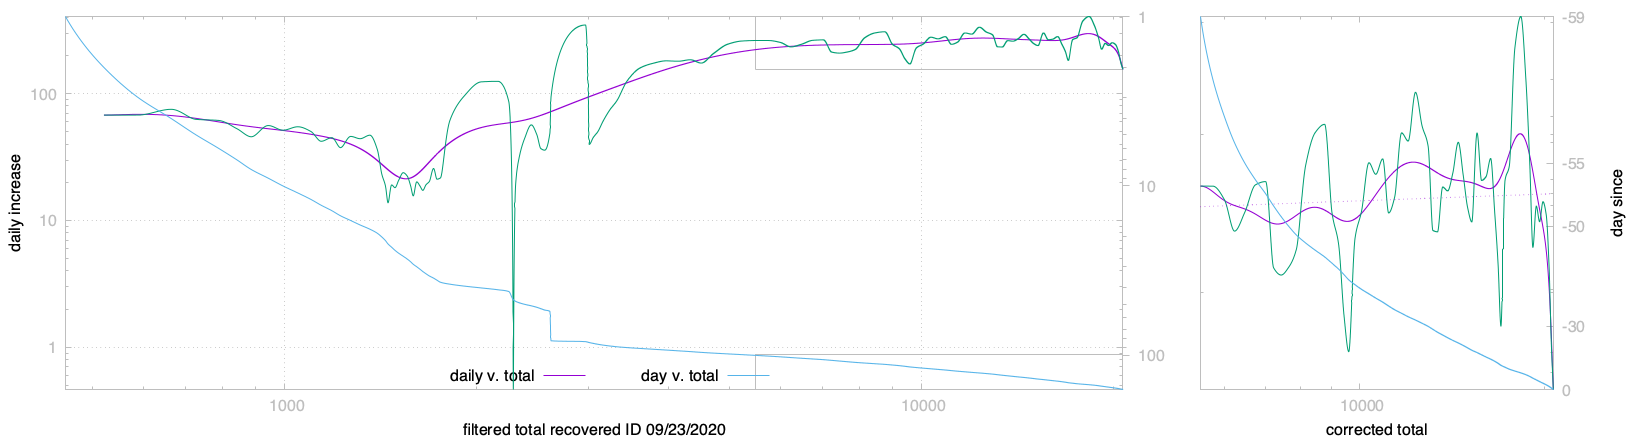 daily increase
100
10
1
1000
10000
1
10
100
daily v. total
day v. total
filtered total recovered ID 09/23/2020
-59
-55
-50
-30
0
day since
10000
corrected total